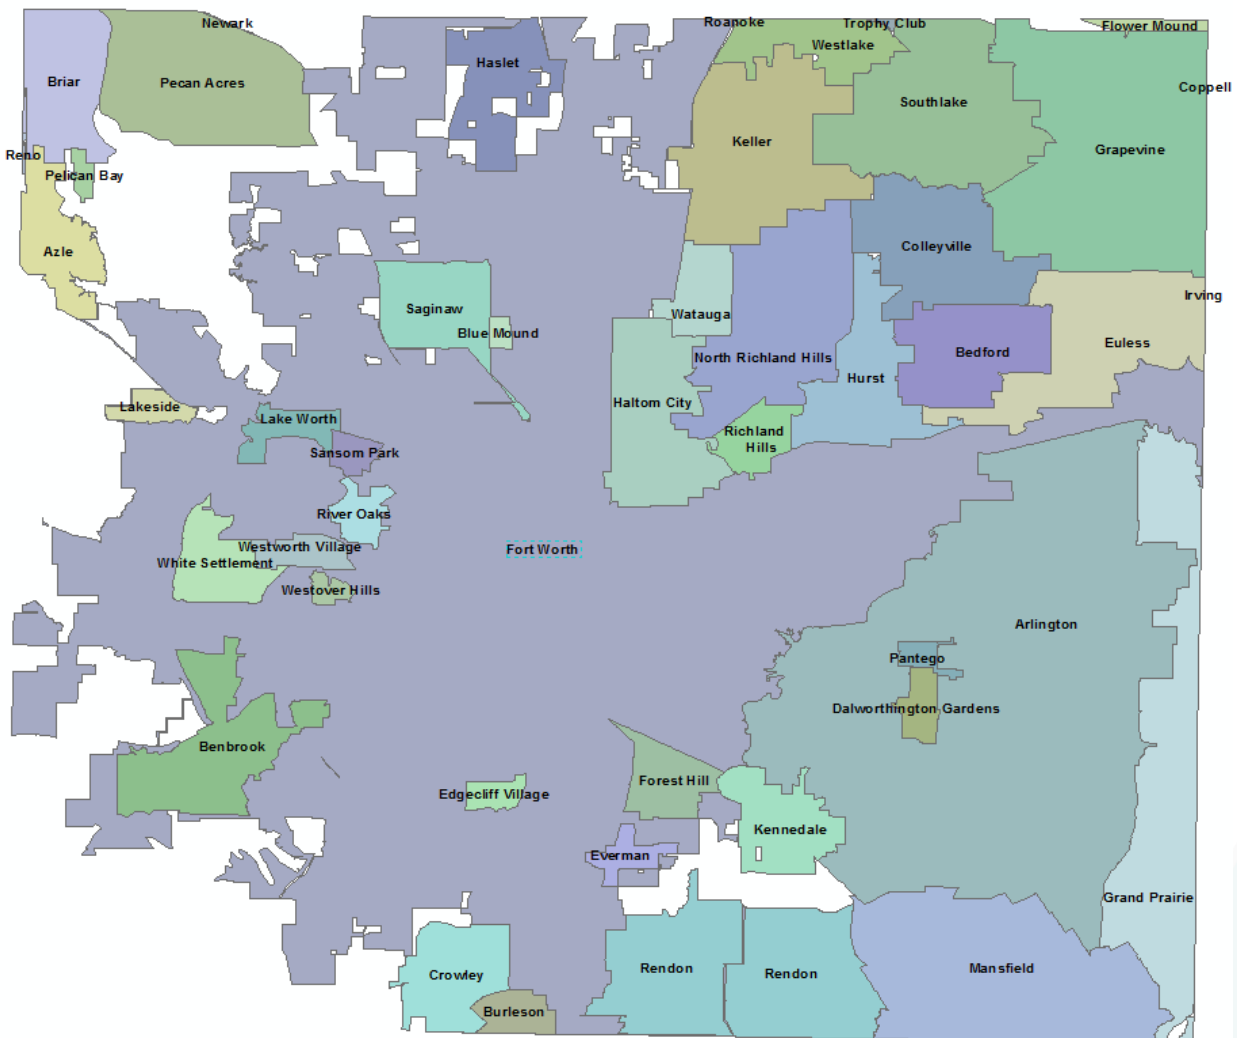 Newark
Roanoke
Trophy Club
Flower Mound
Westlake
Haslet
Briar
Pecan Acres
Coppell
Southlake
Keller
Grapevine
Reno
Pelican Bay
Colleyville
Azle
Irving
Saginaw
Watauga
Blue Mound
Euless
Bedford
North Richland Hills
Hurst
Haltom City
Lakeside
Lake Worth
Richland
Hills
Sansom Park
River Oaks
Westworth Village
Fort Worth
White Settlement
Westover Hills
Arlington
Pantego
Dalworthington Gardens
Benbrook
Forest Hill
Edgecliff Village
Kennedale
Everman
Grand Prairie
Rendon
Rendon
Mansfield
Crowley
Burleson